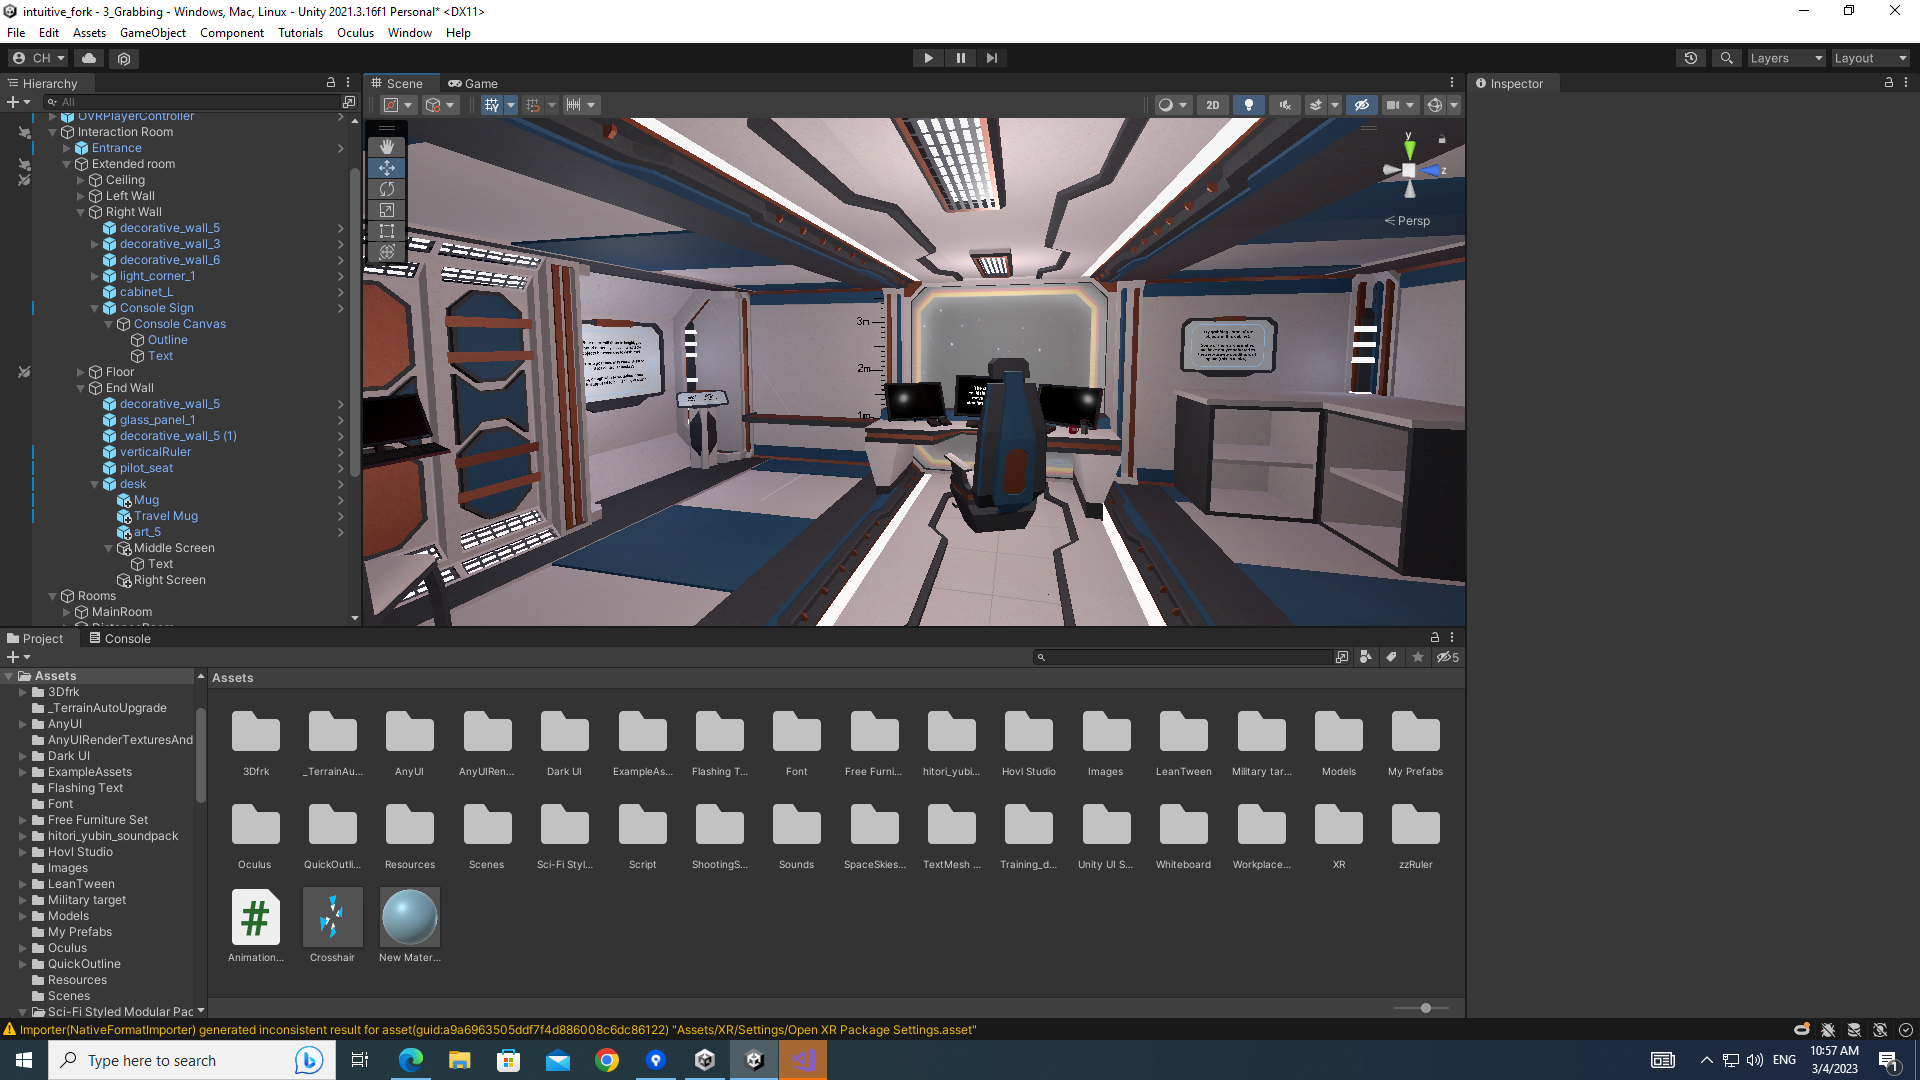 intuitive_fork - 3_Grabbing - Windows, Mac, Linux - Unity 2021.3.16f1 Personal* <DX11>
File Edit Assets GameObject Component Tutorials Oculus Window Help
CH Layers Layout
Hierarchy Scene Game Inspector
All 2D
OVRPlayerController
Interaction Room
Entrance
Extended room
Ceiling
Left Wall
Right Wall
decorative_wall_5
decorative_wall_3
decorative_wall_6
light_corner_1
cabinet_L
Console Sign
Console Canvas
Outline
Text
Floor
End Wall
decorative_wall_5
glass_panel_1
decorative_wall_5 (1)
verticalRuler
pilot_seat
desk
Mug
Travel Mug
art_5
Middle Screen
Text
Right Screen
Rooms
MainRoom
y
z
Persp
3m
2m
1m
Project Console
5
Assets
3Dfrk
_TerrainAutoUpgrade
AnyUI
AnyUIRenderTexturesAnd
Dark UI
ExampleAssets
Flashing Text
Font
Free Furniture Set
hitori_yubin_soundpack
Hovl Studio
Images
LeanTween
Military target
Models
My Prefabs
Oculus
QuickOutline
Resources
Scenes
Sci-Fi Styled Modular Pac
Assets
3Dfrk _TerrainAu... AnyUI AnyUIRen... Dark UI ExampleAs... Flashing T... Font Free Furni... hitori_yubi... Hovl Studio Images LeanTween Military tar... Models My Prefabs
Oculus QuickOutli... Resources Scenes Sci-Fi Styl... Script ShootingS... Sounds SpaceSkies... TextMesh ... Training_d... Unity UI S... Whiteboard Workplace... XR zzRuler
#
Animation... Crosshair New Mater...
Importer(NativeFormatImporter) generated inconsistent result for asset(guid:a9a6963505ddf7f4d886008c6dc86122) "Assets/XR/Settings/Open XR Package Settings.asset"
Type here to search
ENG
10:57 AM
3/4/2023
1